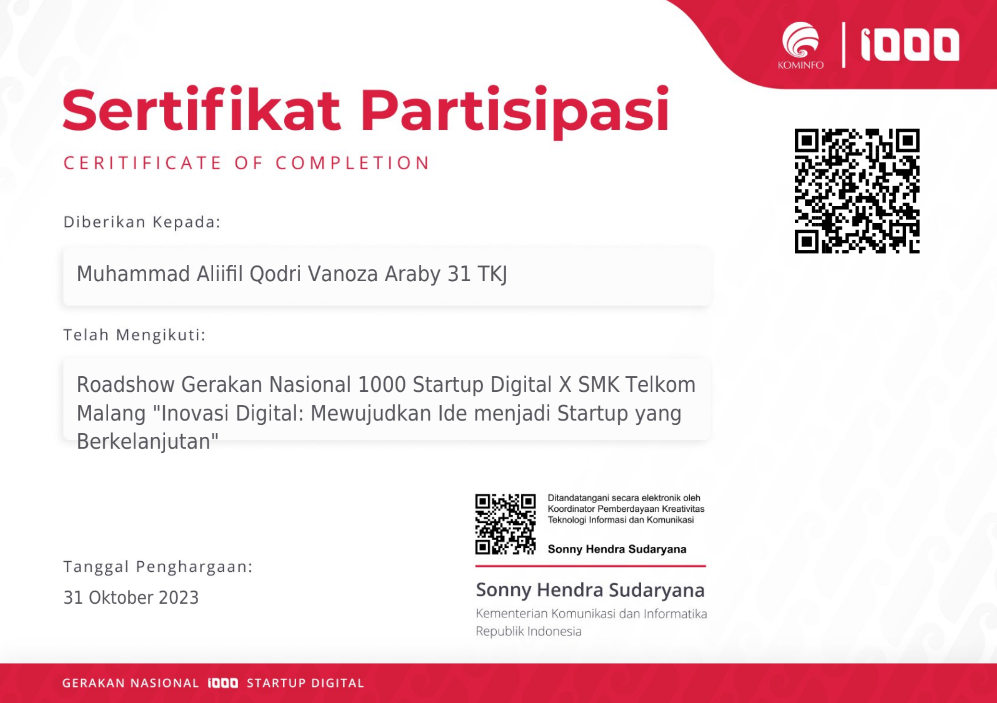 KOMINFO
1000
Sertifikat Partisipasi
CERITIFICATE OF COMPLETION
Diberikan Kepada:
Muhammad Aliifil Qodri Vanoza Araby 31 TKJ
Telah Mengikuti:
Roadshow Gerakan Nasional 1000 Startup Digital X SMK Telkom
Malang "Inovasi Digital: Mewujudkan Ide menjadi Startup yang
Berkelanjutan"
Ditandatangani secara elektronik oleh
Koordinator Pemberdayaan Kreativitas
Teknologi Informasi dan Komunikasi
Sonny Hendra Sudaryana
Tanggal Penghargaan:
31 Oktober 2023
Sonny Hendra Sudaryana
Kementerian Komunikasi dan Informatika
Republik Indonesia
GERAKAN NASIONAL 1000 STARTUP DIGITAL